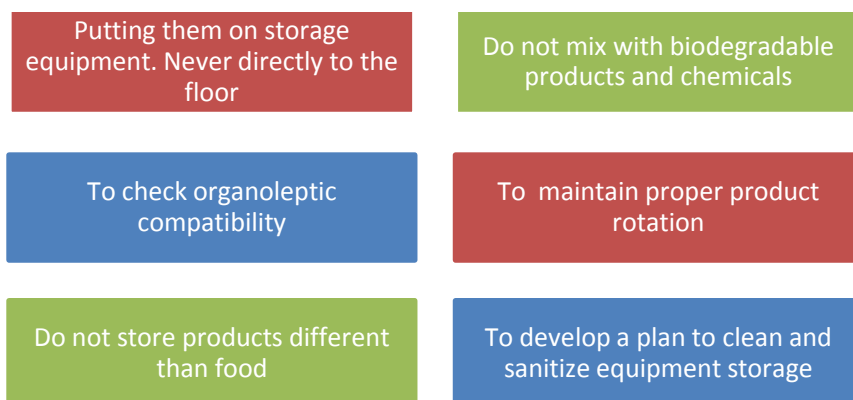 Putting them on storage
equipment. Never directly to the
floor
Do not mix with biodegradable
products and chemicals
To check organoleptic
compatibility
To maintain proper product
rotation
Do not store products different
than food
To develop a plan to clean and
sanitize equipment storage